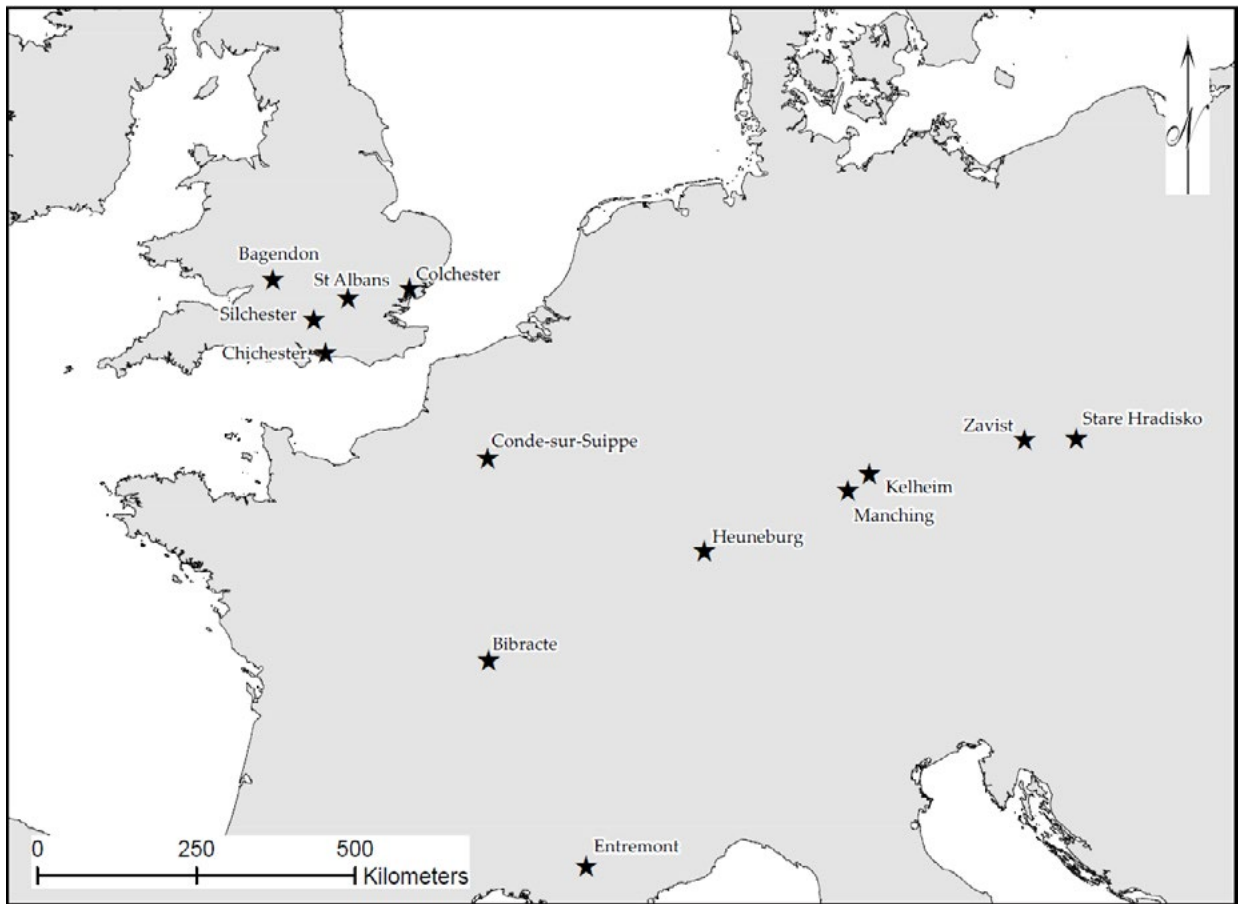 Bagendon
St Albans
Colchester
Silchester
Chichester
Conde-sur-Suippe
Zavist
Stare Hradisko
Kelheim
Manching
Heuneburg
Bibracte
Entremont
0 250 500
Kilometers